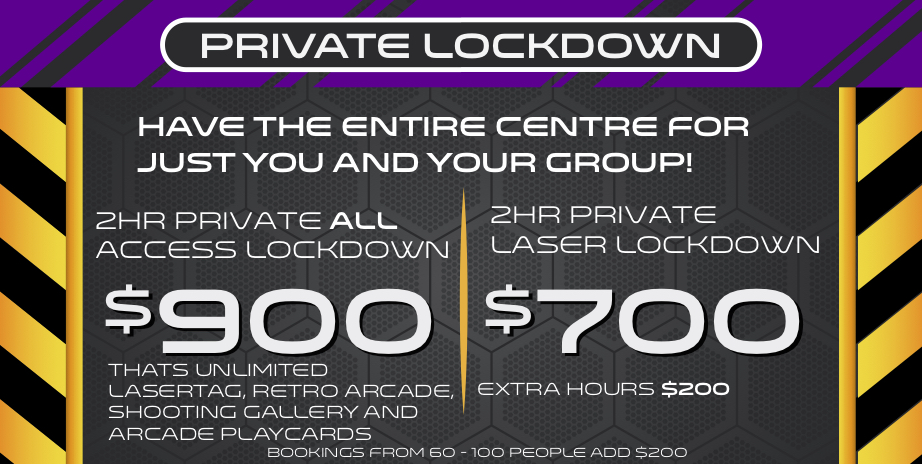 PRIVATE LOCKDOWN
HAVE THE ENTIRE CENTRE FOR
JUST YOU AND YOUR GROUP!
2HR PRIVATE ALL
ACCESS LOCKDOWN
$900
THATS UNLIMITED
LASERTAG, RETRO ARCADE,
SHOOTING GALLERY AND
ARCADE PLAYCARDS
2HR PRIVATE
LASER LOCKDOWN
$700
EXTRA HOURS $200
BOOKINGS FROM 60 - 100 PEOPLE ADD $200